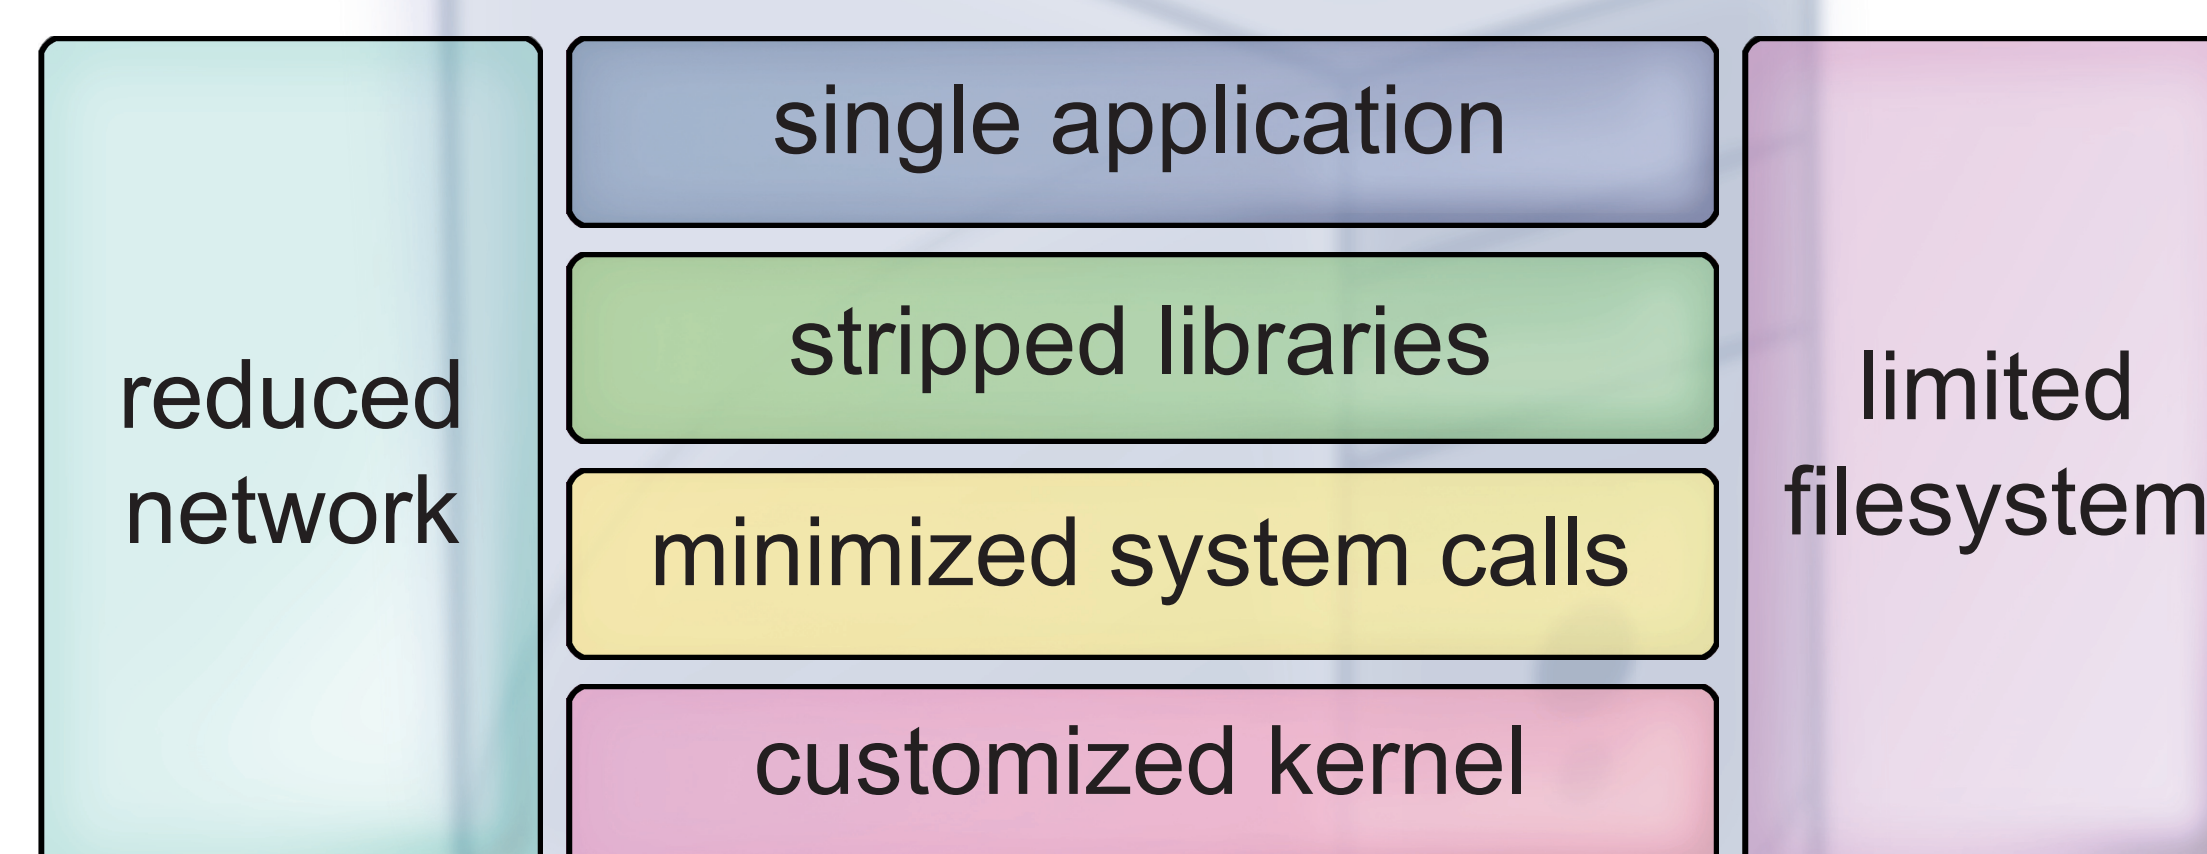 reduced
network
single application
stripped libraries
minimized system calls
customized kernel
limited
filesystem